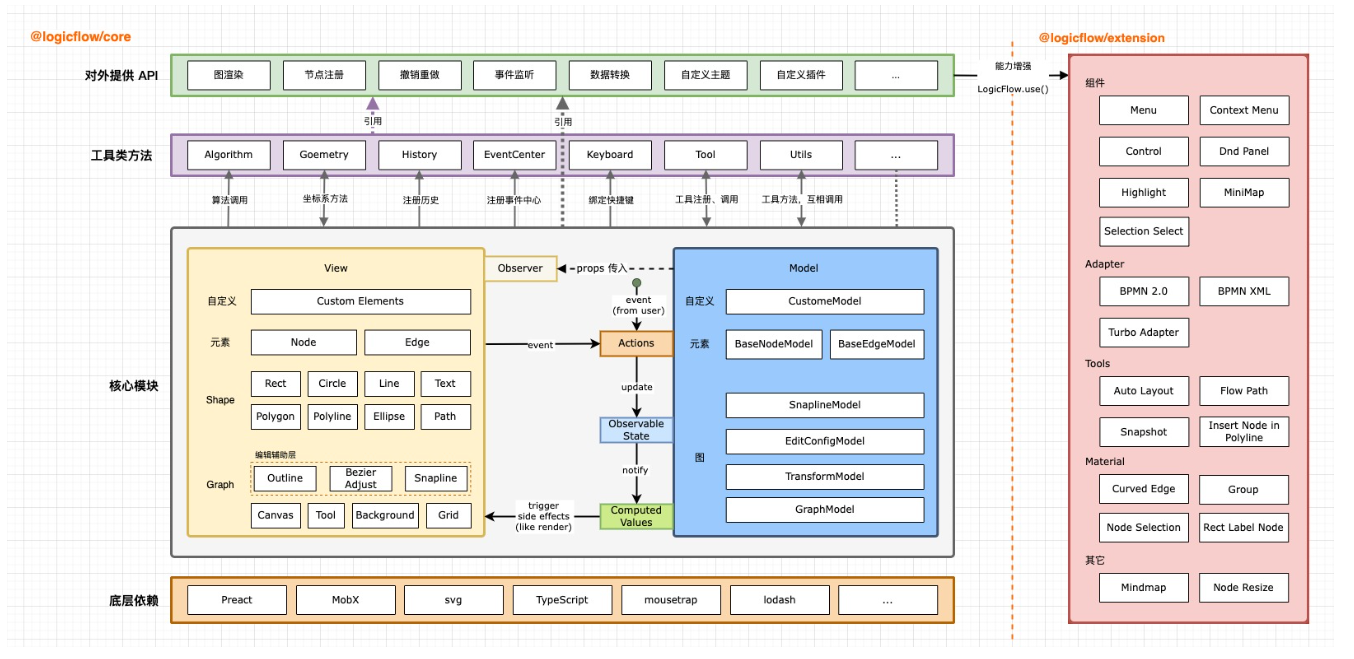 @logicflow/core
@logicflow/extension
对外提供 API
图渲染
节点注册
撤销重做
事件监听
数据转换
自定义主题
自定义插件
...
能力增强
LogicFlow.use()
引用
引用
工具类方法
Algorithm
Goemetry
History
EventCenter
Keyboard
Tool
Utils
...
算法调用
坐标系方法
注册历史
注册事件中心
绑定快捷键
工具注册、调用
工具方法，互相调用
核心模块
View
自定义
Custom Elements
元素
Node
Edge
Shape
Rect
Circle
Line
Text
Polygon
Polyline
Ellipse
Path
Graph
编辑辅助层
Outline
Bezier
Adjust
Snapline
Canvas
Tool
Background
Grid
Observer
props 传入
event
(from user)
event
Actions
update
Observable
State
notify
Computed
Values
trigger
side effects
(like render)
Model
自定义
CustomeModel
元素
BaseNodeModel
BaseEdgeModel
图
SnaplineModel
EditConfigModel
TransformModel
GraphModel
底层依赖
Preact
MobX
svg
TypeScript
mousetrap
lodash
...
组件
Menu
Context Menu
Control
Dnd Panel
Highlight
MiniMap
Selection Select
Adapter
BPMN 2.0
BPMN XML
Turbo Adapter
Tools
Auto Layout
Flow Path
Snapshot
Insert Node in
Polyline
Material
Curved Edge
Group
Node Selection
Rect Label Node
其它
Mindmap
Node Resize